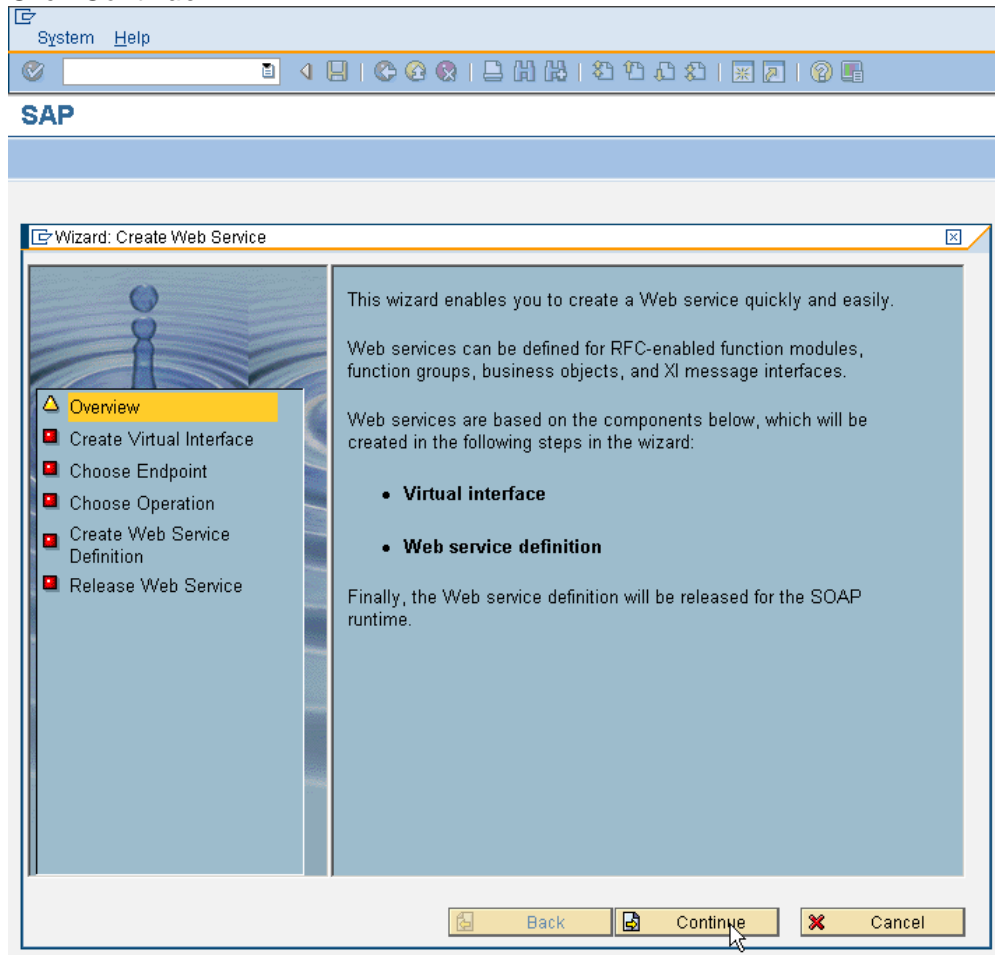 System Help
SAP
Wizard: Create Web Service
Overview
Create Virtual Interface
Choose Endpoint
Choose Operation
Create Web Service
Definition
Release Web Service
This wizard enables you to create a Web service quickly and easily.
Web services can be defined for RFC-enabled function modules,
function groups, business objects, and XI message interfaces.
Web services are based on the components below, which will be
created in the following steps in the wizard:
• Virtual interface
• Web service definition
Finally, the Web service definition will be released for the SOAP
runtime.
Back Continue Cancel